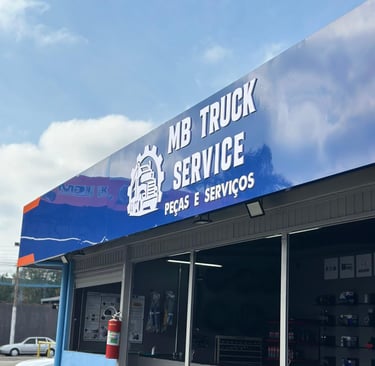 MB TRUCK
SERVICE
PEÇAS E SERVIÇOS